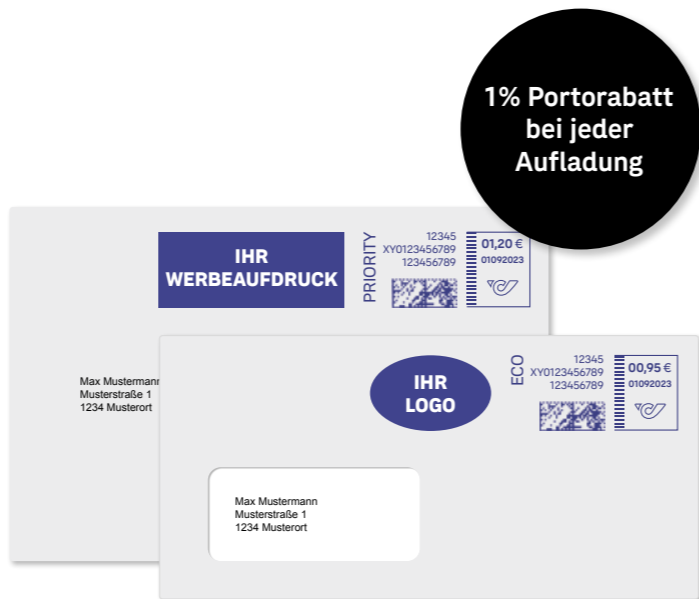 1% Portorabatt
bei jeder
Aufladung
IHR
WERBEAUFDRUCK
PRIORITY
12345
XY0123456789
123456789
01,20 €
01092023
Max Mustermann
Musterstraße 1
1234 Musterort
IHR
LOGO
ECO
12345
XY0123456789
123456789
00,95 €
01092023
Max Mustermann
Musterstraße 1
1234 Musterort